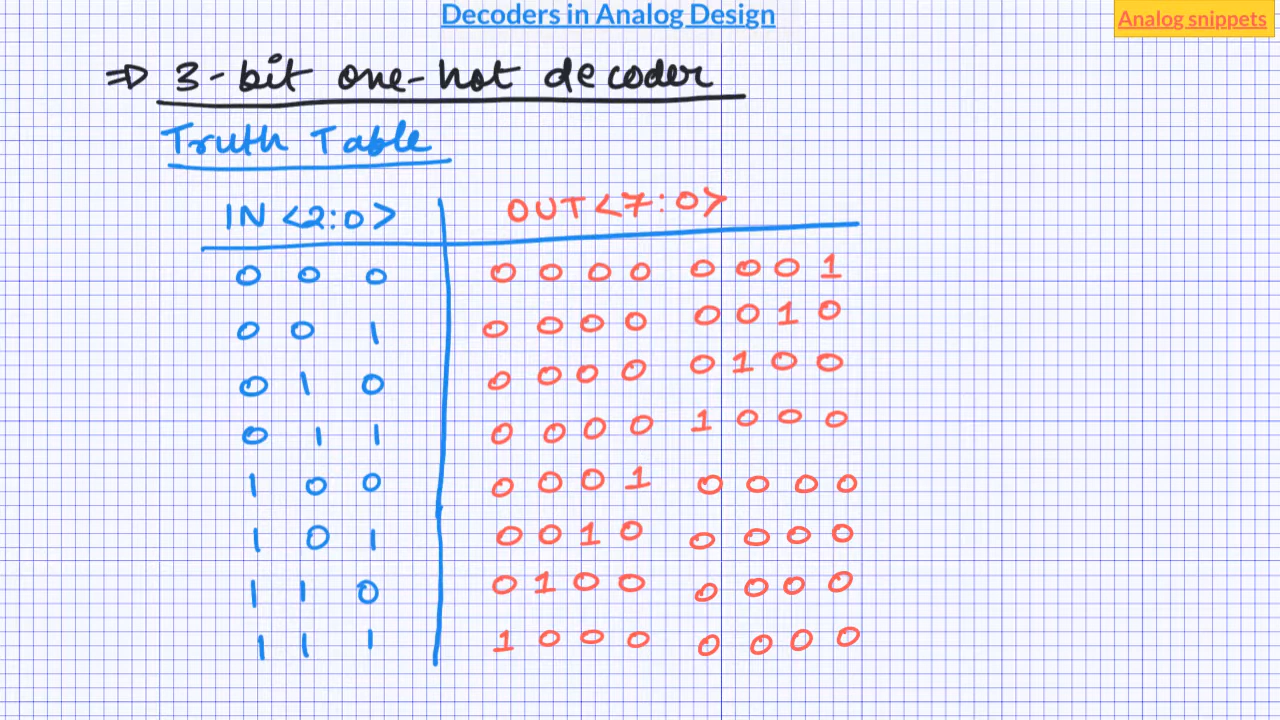 Decoders in Analog Design
Analog snippets
⇒ 3-bit one-hot decoder
Truth Table
IN <2:0> OUT <7:0>
0 0 0 0 0 0 0 0 0 0 1
0 0 1 0 0 0 0 0 0 1 0
0 1 0 0 0 0 0 0 1 0 0
0 1 1 0 0 0 0 1 0 0 0
1 0 0 0 0 0 1 0 0 0 0
1 0 1 0 0 1 0 0 0 0 0
1 1 0 0 1 0 0 0 0 0 0
1 1 1 1 0 0 0 0 0 0 0